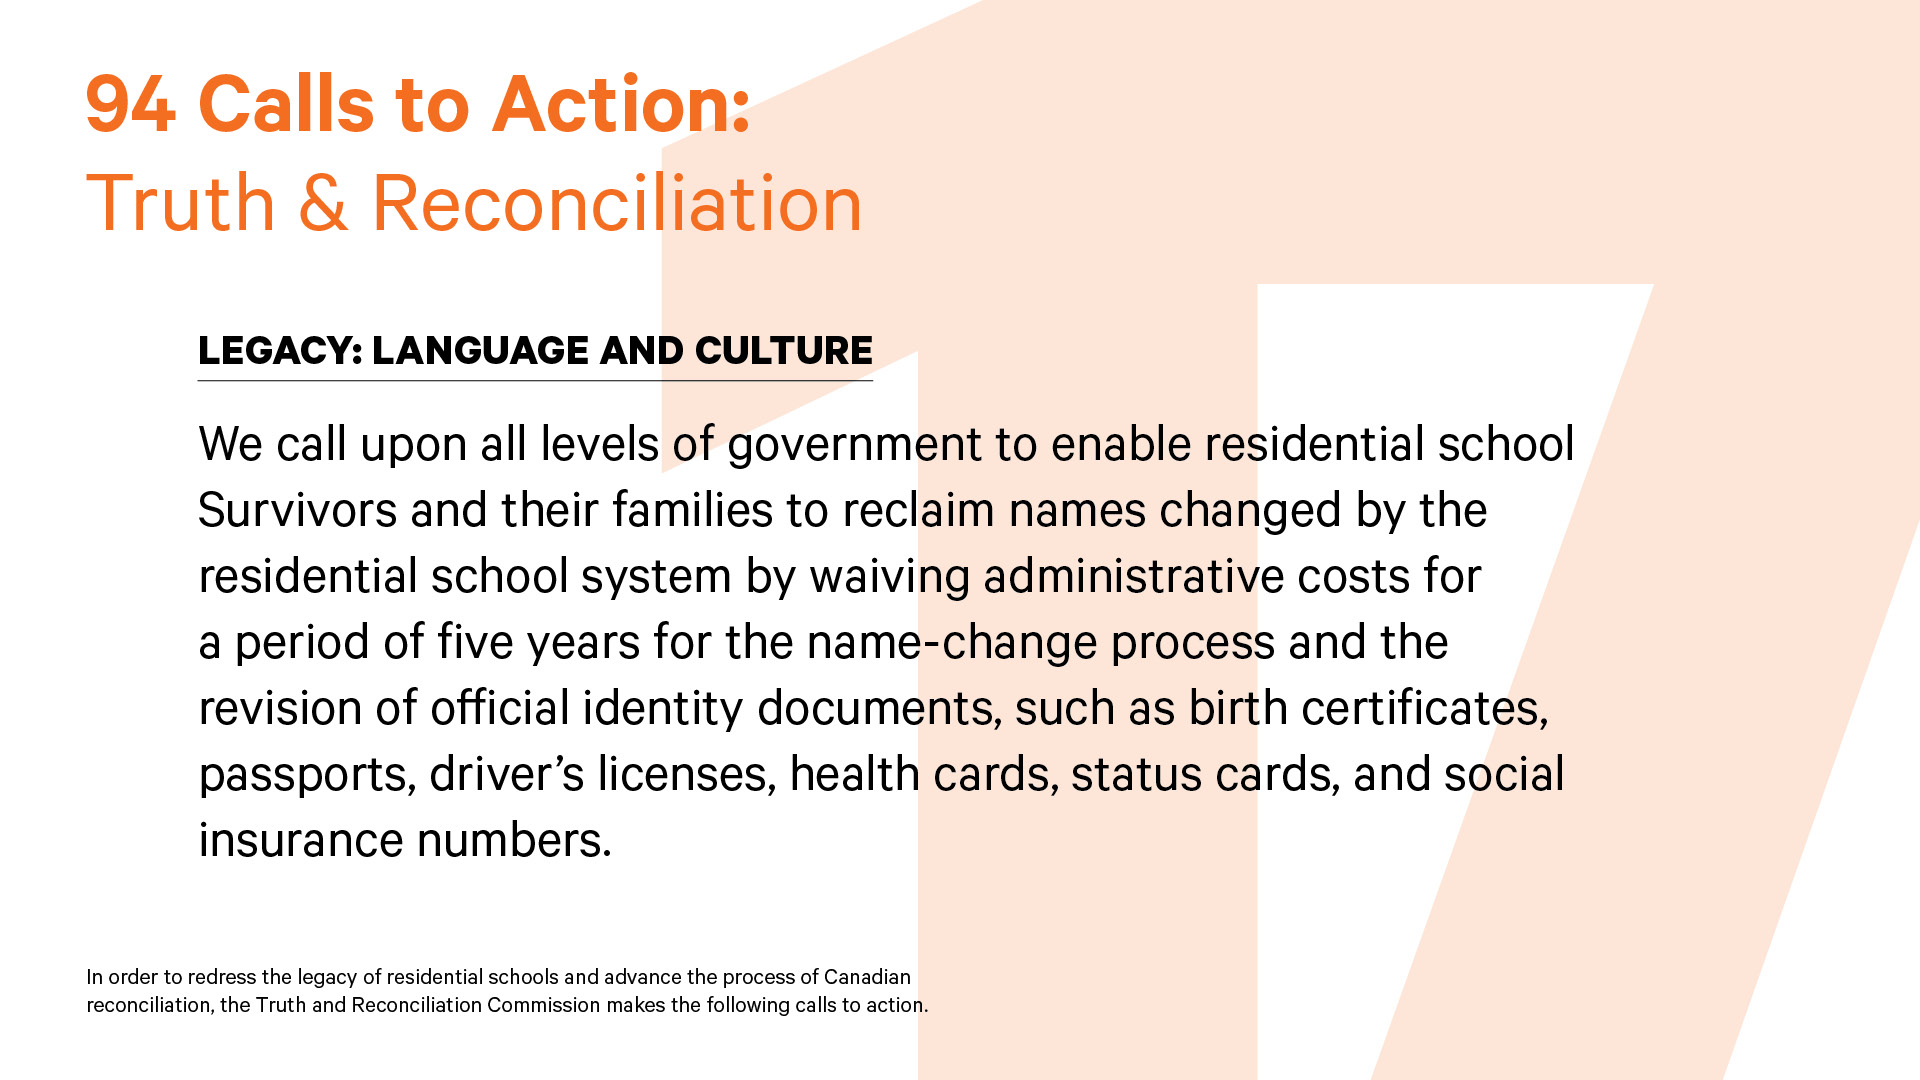 94 Calls to Action:
Truth & Reconciliation
17
LEGACY: LANGUAGE AND CULTURE
We call upon all levels of government to enable residential school
Survivors and their families to reclaim names changed by the
residential school system by waiving administrative costs for
a period of five years for the name-change process and the
revision of official identity documents, such as birth certificates,
passports, driver’s licenses, health cards, status cards, and social
insurance numbers.
In order to redress the legacy of residential schools and advance the process of Canadian
reconciliation, the Truth and Reconciliation Commission makes the following calls to action.